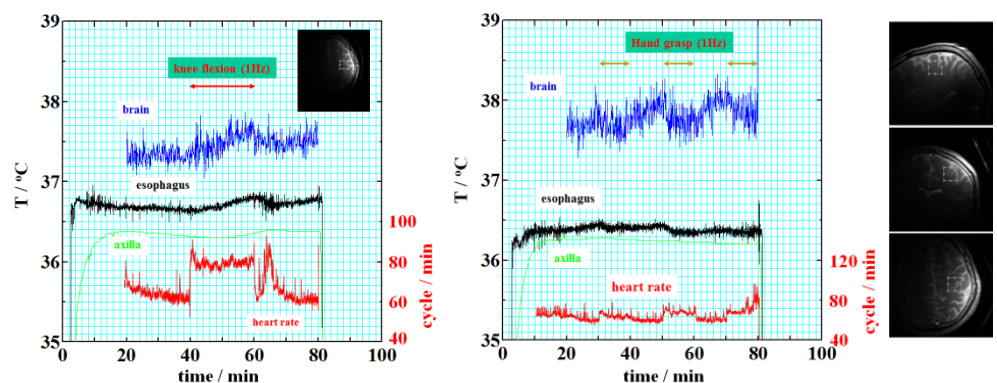 39
38
37
36
35
T / °C
knee flexion (1Hz)
brain
esophagus
axilla
heart rate
100
80
60
40
cycle / min
0
20
40
60
80
100
time / min
39
38
37
36
35
T / °C
Hand grasp (1Hz)
brain
esophagus
axilla
heart rate
120
80
40
cycle / min
0
20
40
60
80
100
time / min